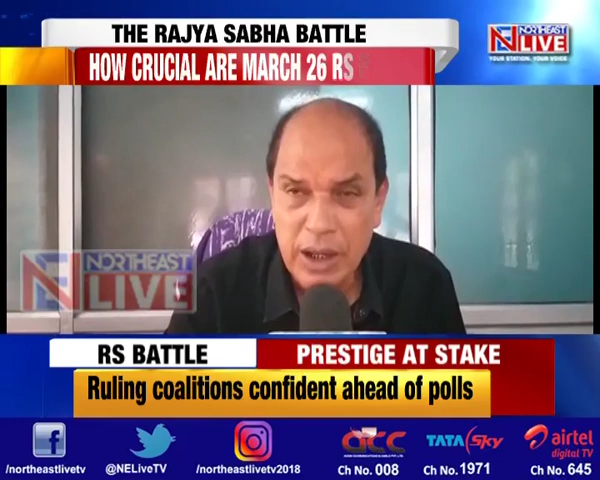 THE RAJYA SABHA BATTLE
HOW CRUCIAL ARE MARCH 26 RS
NORTHEAST
LIVE
YOUR STATION. YOUR VOICE
NORTHEAST
LIVE
RS BATTLE
PRESTIGE AT STAKE
Ruling coalitions confident ahead of polls
/northeastlivetv
@NELiveTV
/northeastlivetv2018
acc
Ch No. 008
TATA Sky
Ch No. 1971
airtel
digital TV
Ch No. 645